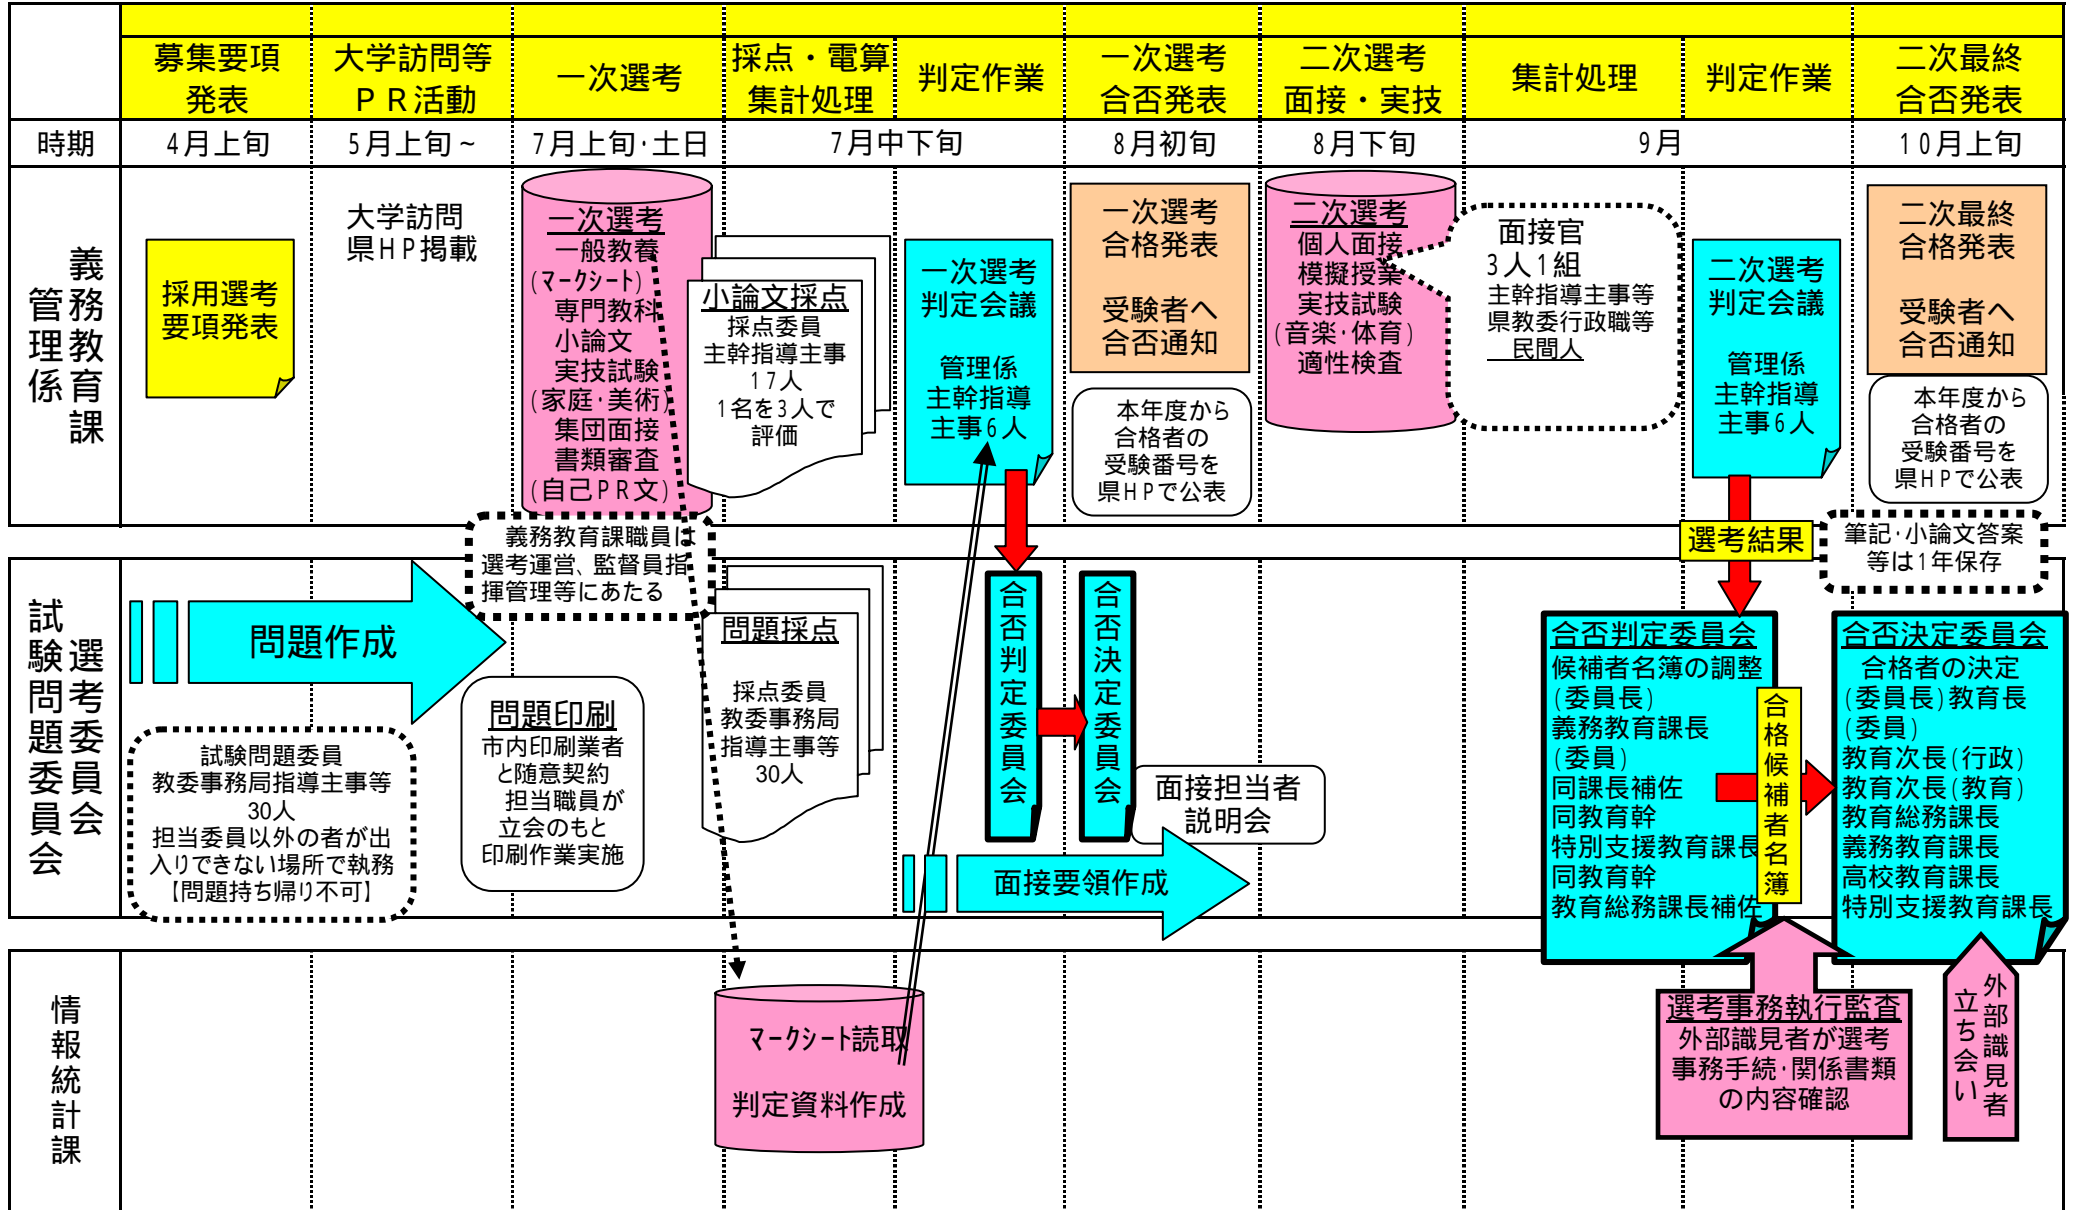 募集要項
発表
大学訪問等
PR活動
一次選考
採点・電算
集計処理
判定作業
一次選考
合否発表
二次選考
面接・実技
集計処理
判定作業
二次最終
合否発表
時期
4月上旬
5月上旬~
7月上旬・土日
7月中下旬
8月初旬
8月下旬
9月
10月上旬
義務教育課
管理係
採用選考
要項発表
大学訪問
県HP掲載
一次選考
一般教養
(マークシート)
専門教科
小論文
実技試験
(家庭・美術)
集団面接
書類審査
(自己PR文)
小論文採点
採点委員
主幹指導主事
17人
1名を3人で
評価
一次選考
判定会議
管理係
主幹指導
主事6人
一次選考
合格発表
受験者へ
合否通知
本年度から
合格者の
受験番号を
県HPで公表
二次選考
個人面接
模擬授業
実技試験
(音楽・体育)
適性検査
面接官
3人1組
主幹指導主事等
県教委行政職等
民間人
二次選考
判定会議
管理係
主幹指導
主事6人
二次最終
合格発表
受験者へ
合否通知
本年度から
合格者の
受験番号を
県HPで公表
義務教育課職員は
選考運営、監督員指
揮管理等にあたる
選考結果
筆記・小論文答案
等は1年保存
選考委員会
試験問題委員会
問題作成
試験問題委員
教委事務局指導主事等
30人
担当委員以外の者が出
入りできない場所で執務
【問題持ち帰り不可】
問題印刷
市内印刷業者
と随意契約
担当職員が
立会のもと
印刷作業実施
問題採点
採点委員
教委事務局
指導主事等
30人
合否判定委員会
合否決定委員会
面接担当者
説明会
面接要領作成
合否判定委員会
候補者名簿の調整
(委員長)
義務教育課長
(委員)
同課長補佐
同教育幹
特別支援教育課長
同教育幹
教育総務課長補佐
合格候補者名簿
合否決定委員会
合格者の決定
(委員長)教育長
(委員)
教育次長(行政)
教育次長(教育)
教育総務課長
義務教育課長
高校教育課長
特別支援教育課長
情報統計課
マークシート読取
判定資料作成
選考事務執行監査
外部識見者が選考
事務手続・関係書類
の内容確認
外部識見者
立ち会い